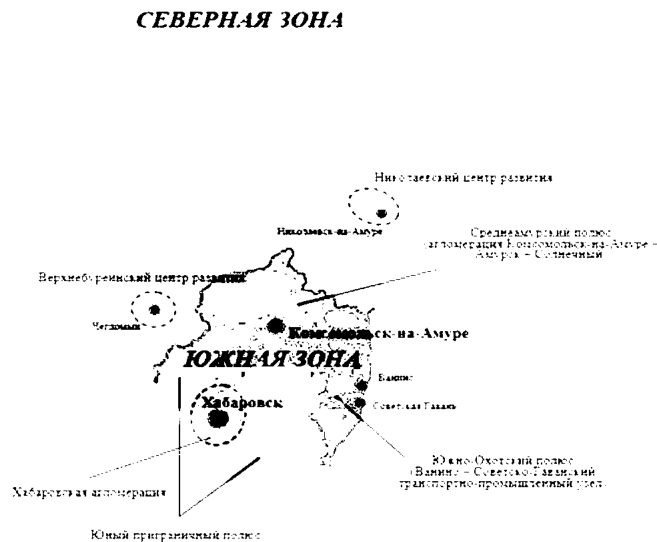 СЕВЕРНАЯ ЗОНА
Николаевский центр развития
Николаевск-на-Амуре
Среднеамурский полюс
(агломерация Комсомольск-на-Амуре –
Амурск – Солнечный
Верхнебуреинский центр развития
Чегдомын
Комсомольск-на-Амуре
ЮЖНАЯ ЗОНА
Ванино
Хабаровск
Советская Гавань
Южно-Охотский полюс
(Ванино – Советско-Гаванский
транспортно-промышленный узел
Хабаровская агломерация
Южный приграничный полюс